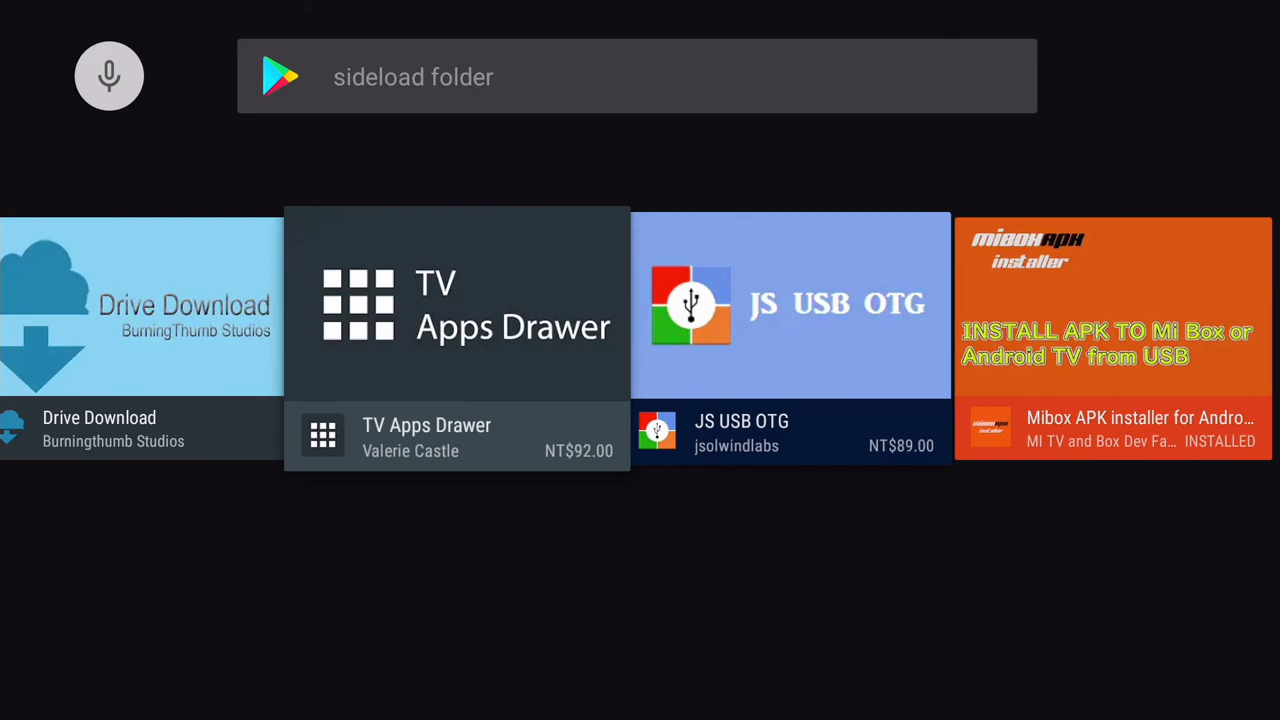 sideload folder
Drive Download
BurningThumb Studios
Drive Download
Burningthumb Studios
TV
Apps Drawer
TV Apps Drawer
Valerie Castle NT$92.00
JS USB OTG
JS USB OTG
jsolwindlabs NT$89.00
MIBOXAPK
installer
INSTALL APK TO Mi Box or
Android TV from USB
Mibox APK installer for Andro...
MI TV and Box Dev Fa... INSTALLED